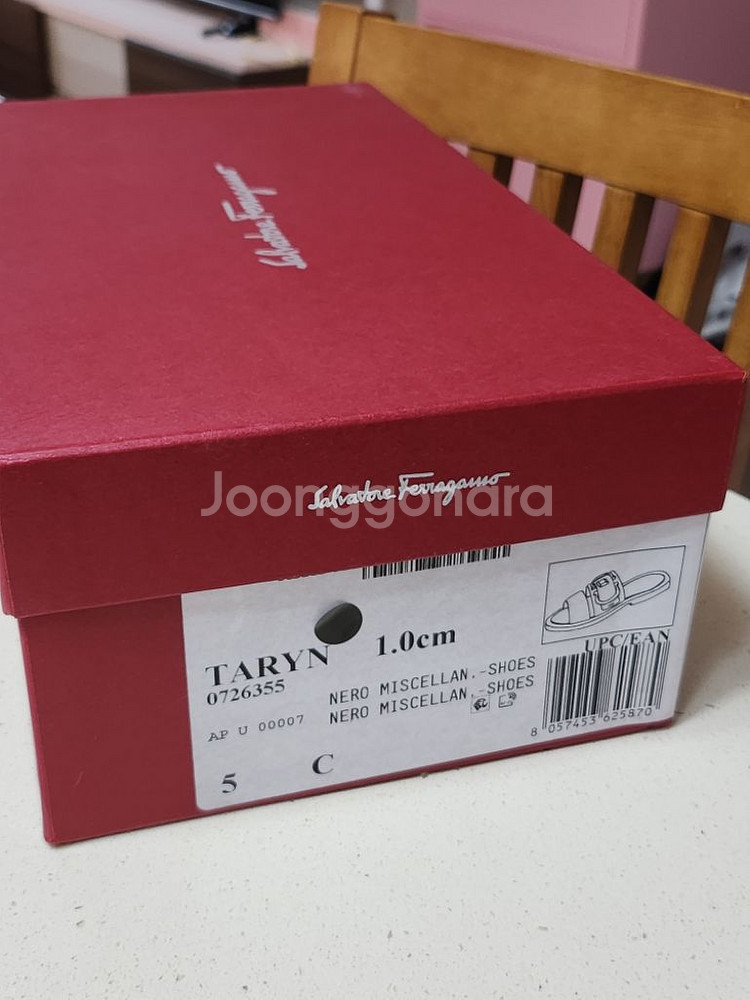 Salvatore Ferragamo
Salvatore Ferragamo
Joonggonara
TARYN
1.0cm
0726355
UPC/EAN
NERO MISCELLAN.-SHOES
NERO MISCELLAN.-SHOES
AP U 00007
8 057453 625870
5 C